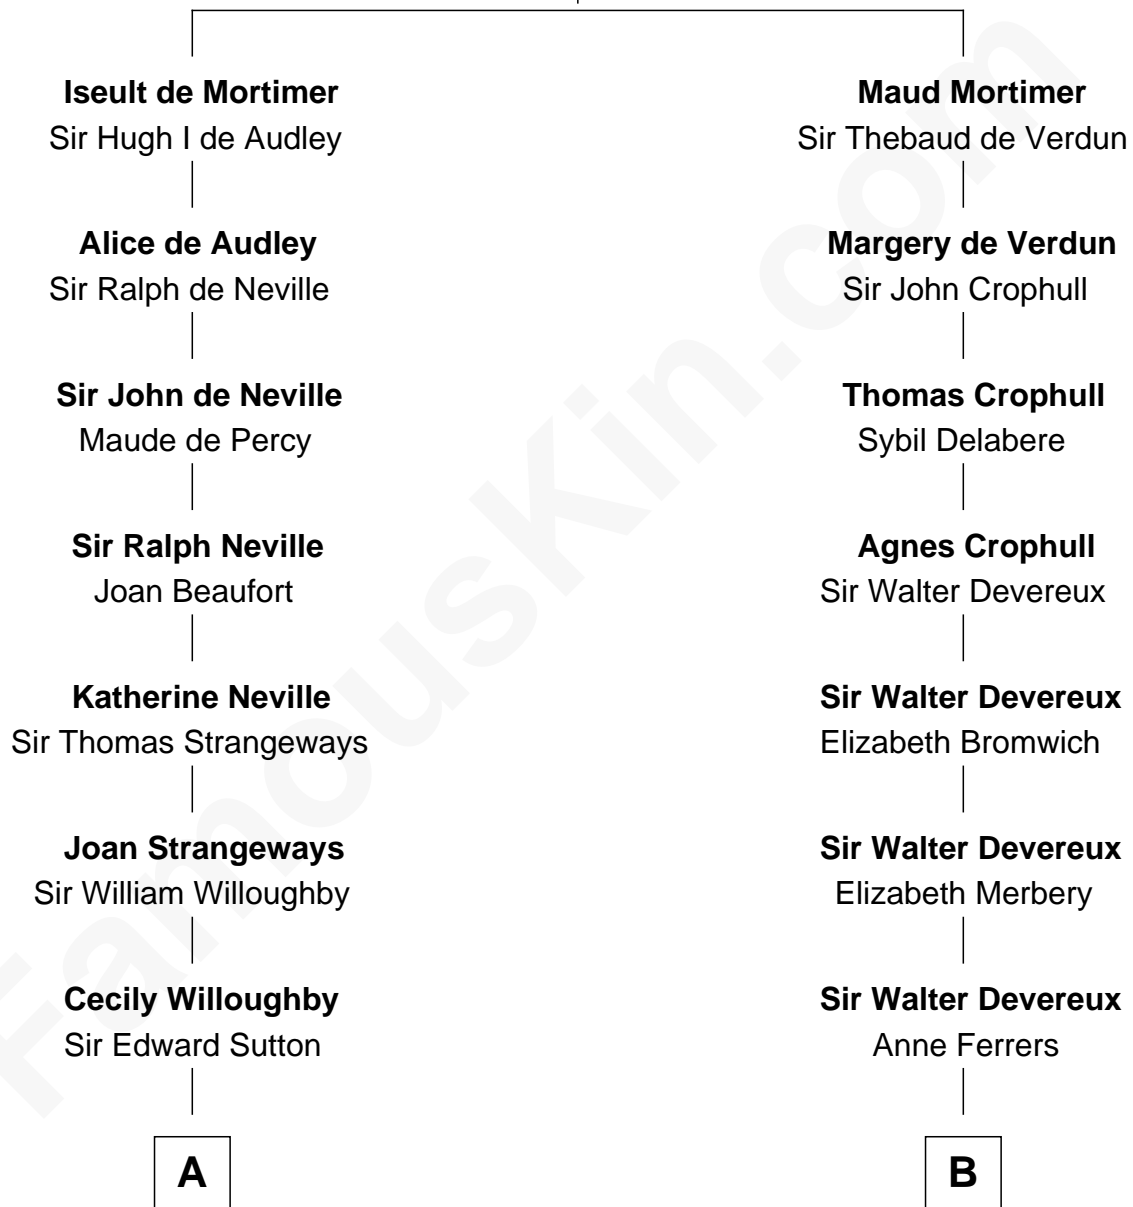 Iseult de Mortimer
Sir Hugh I de Audley
Alice de Audley
Sir Ralph de Neville
Sir John de Neville
Maude de Percy
Sir Ralph Neville
Joan Beaufort
Katherine Neville
Sir Thomas Strangeways
Joan Strangeways
Sir William Willoughby
Cecily Willoughby
Sir Edward Sutton
A
Maud Mortimer
Sir Thebaud de Verdun
Margery de Verdun
Sir John Crophull
Thomas Crophull
Sybil Delabere
Agnes Crophull
Sir Walter Devereux
Sir Walter Devereux
Elizabeth Bromwich
Sir Walter Devereux
Elizabeth Merbery
Sir Walter Devereux
Anne Ferrers
B
FamousKin.com